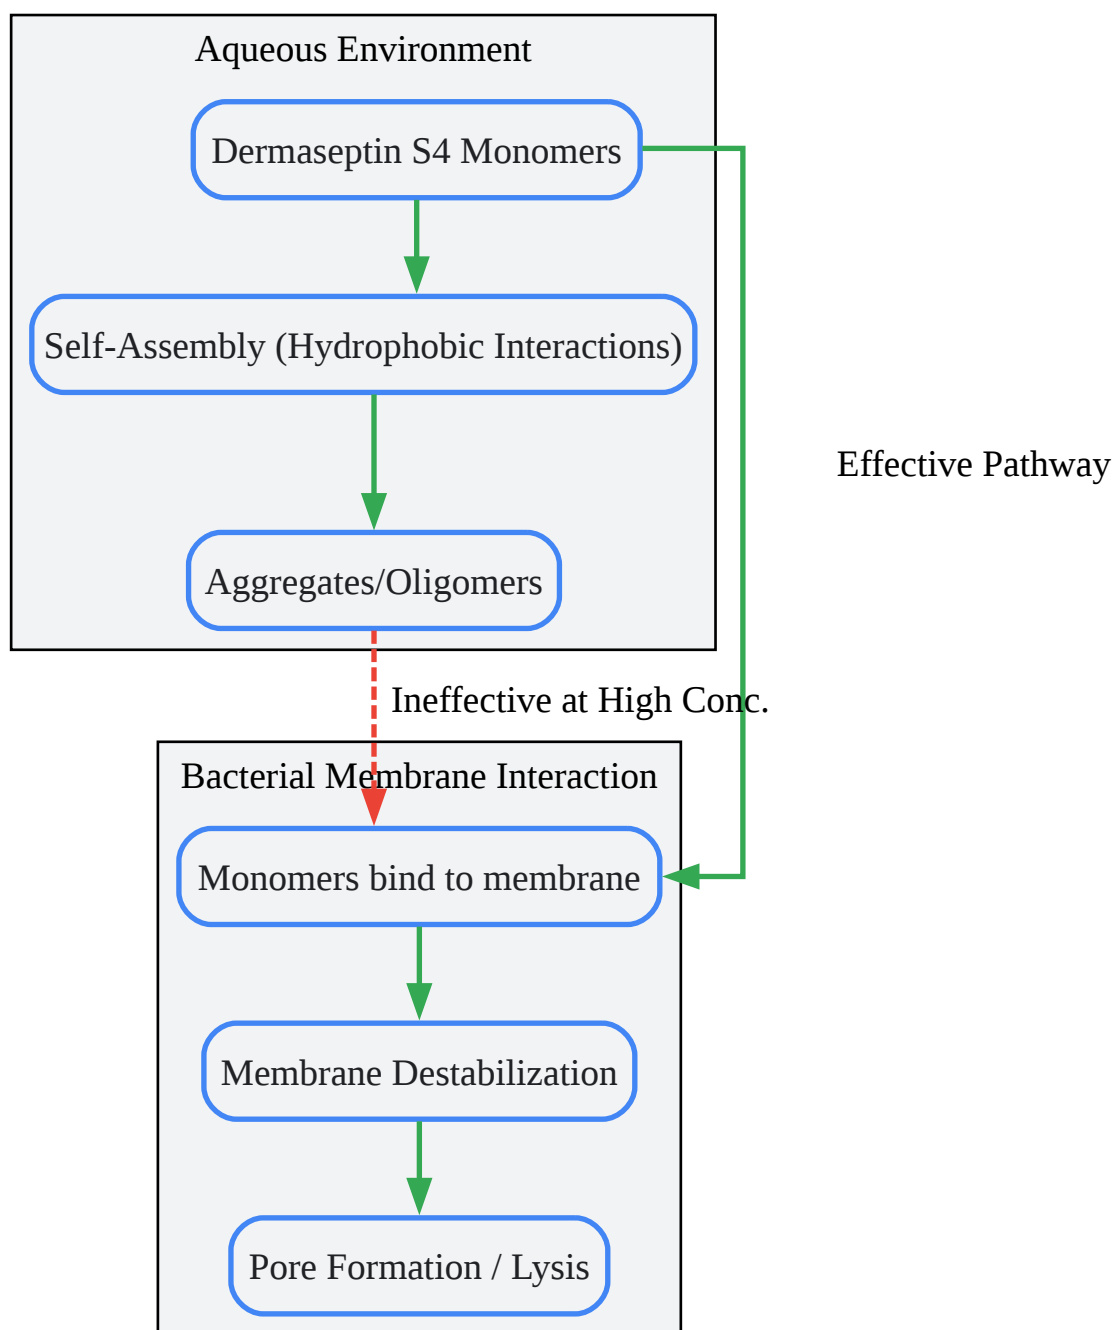 Aqueous Environment
Dermaseptin S4 Monomers
Self-Assembly (Hydrophobic Interactions)
Effective Pathway
Aggregates/Oligomers
Ineffective at High Conc.
Bacterial Membrane Interaction
Monomers bind to membrane
Membrane Destabilization
Pore Formation / Lysis